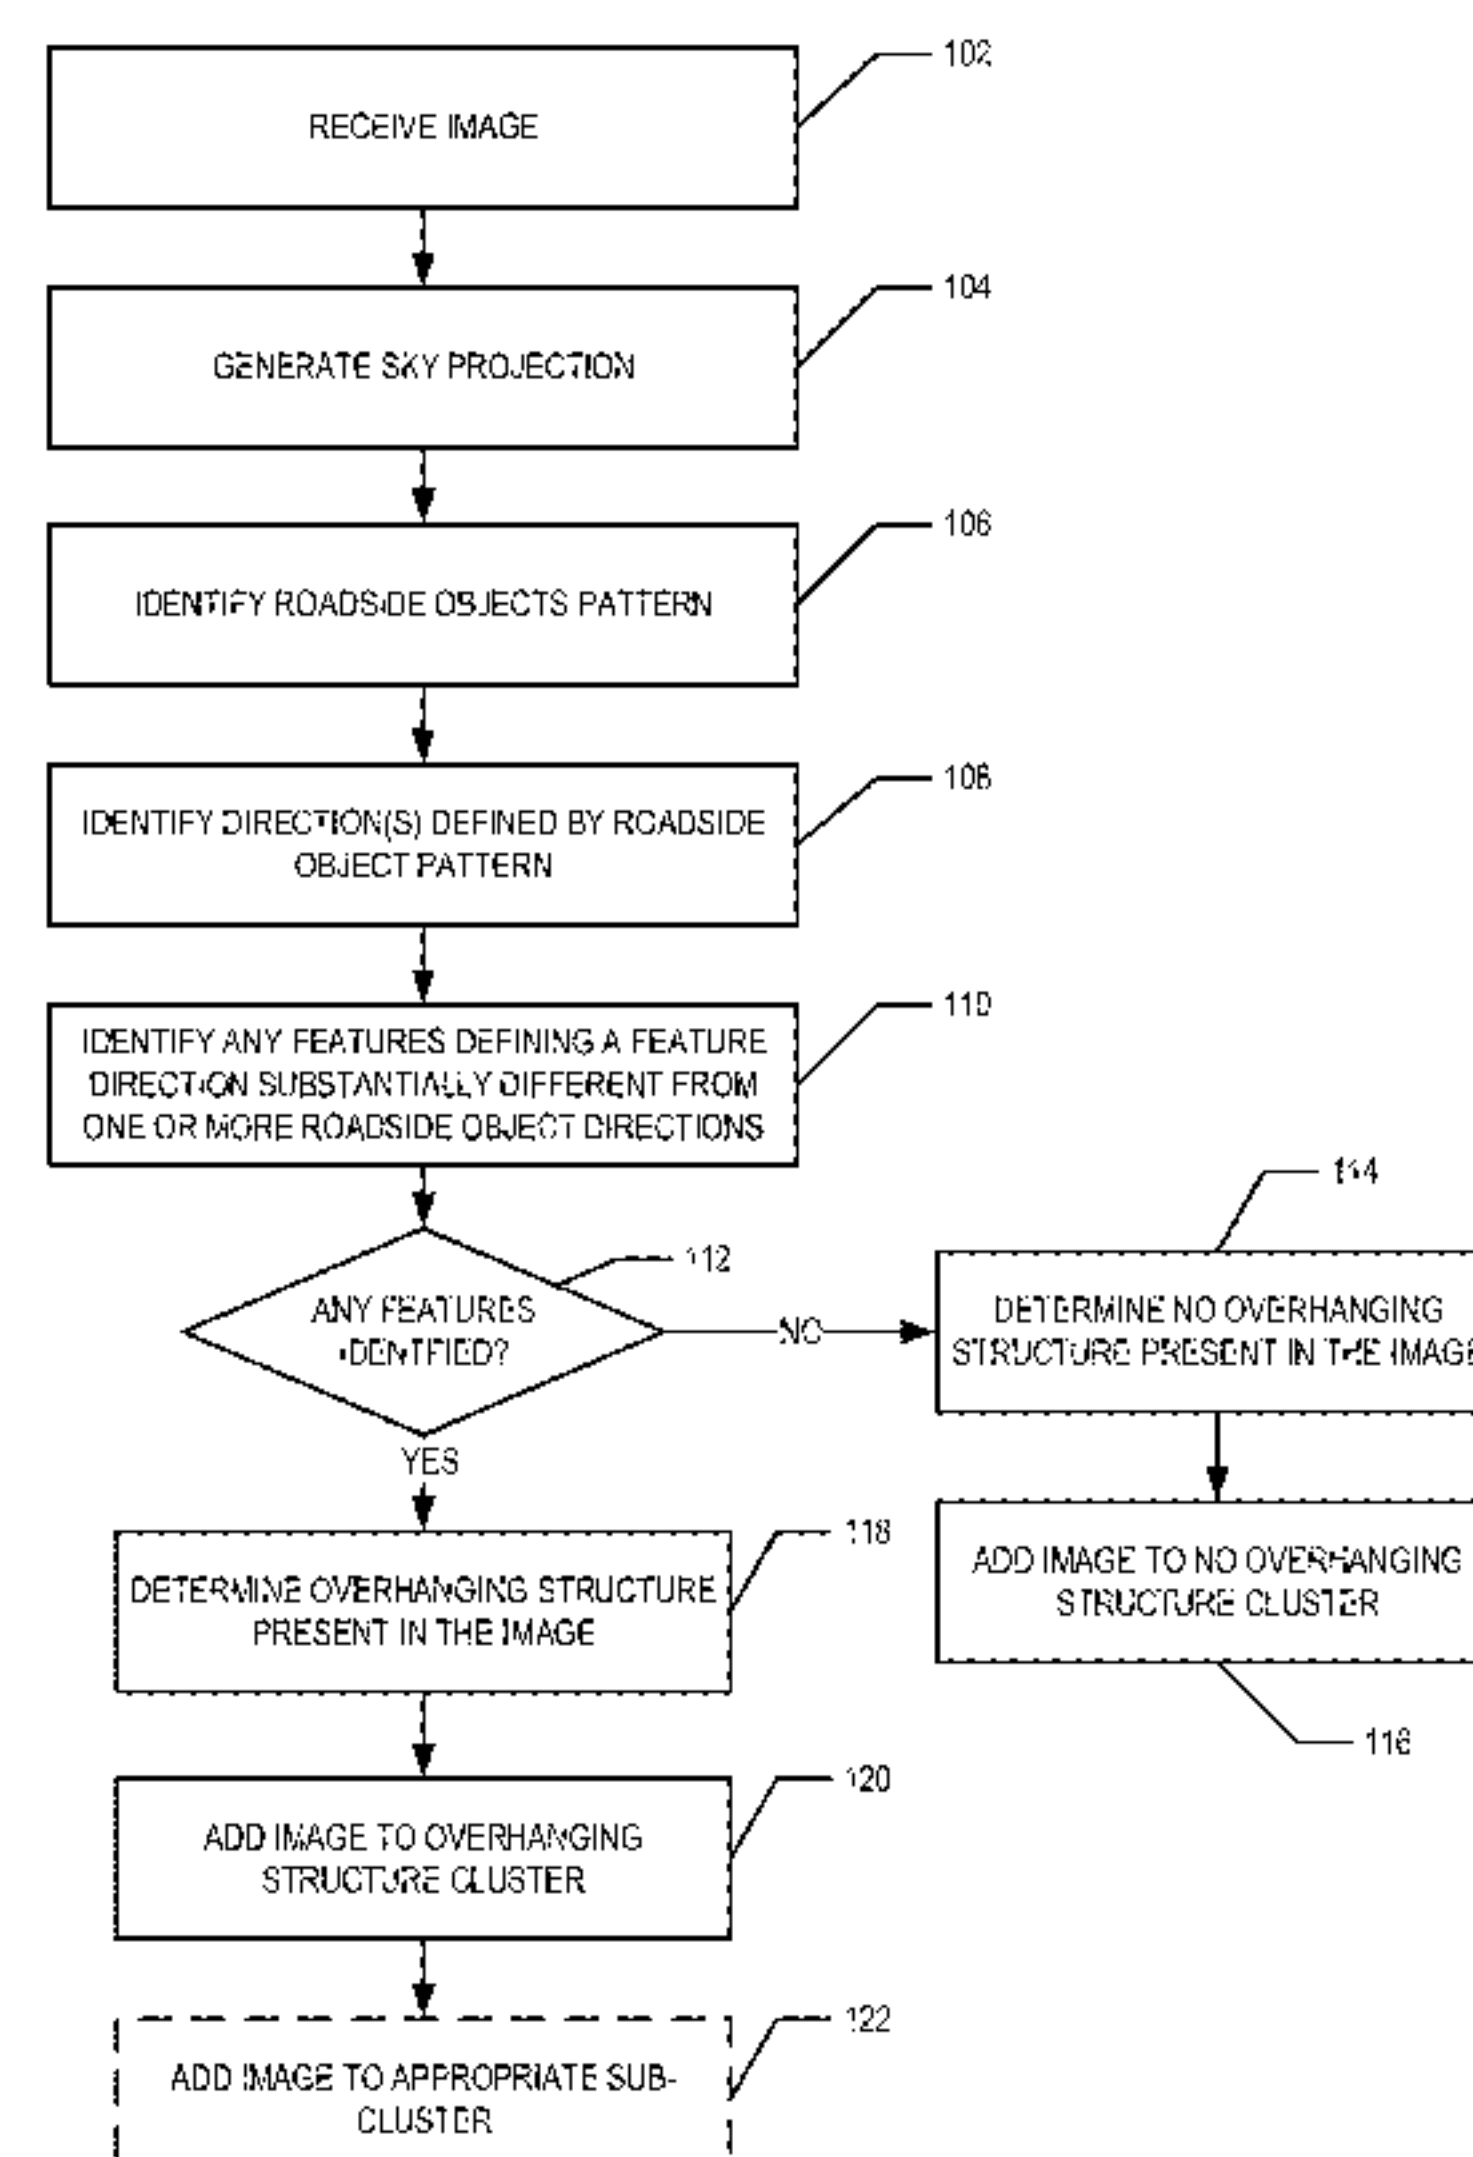 102
RECEIVE IMAGE
104
GENERATE SKY PROJECTION
106
IDENTIFY ROADSIDE OBJECTS PATTERN
108
IDENTIFY DIRECTION(S) DEFINED BY ROADSIDE
OBJECT PATTERN
110
IDENTIFY ANY FEATURES DEFINING A FEATURE
DIRECTION SUBSTANTIALLY DIFFERENT FROM
ONE OR MORE ROADSIDE OBJECT DIRECTIONS
112
ANY FEATURES
IDENTFIED?
NO
114
DETERMINE NO OVERHANGING
STRUCTURE PRESENT IN THE IMAGE
ADD IMAGE TO NO OVERHANGING
STRUCTURE CLUSTER
116
YES
118
DETERMINE OVERHANGING STRUCTURE
PRESENT IN THE IMAGE
120
ADD IMAGE TO OVERHANGING
STRUCTURE CLUSTER
122
ADD IMAGE TO APPROPRIATE SUB-
CLUSTER